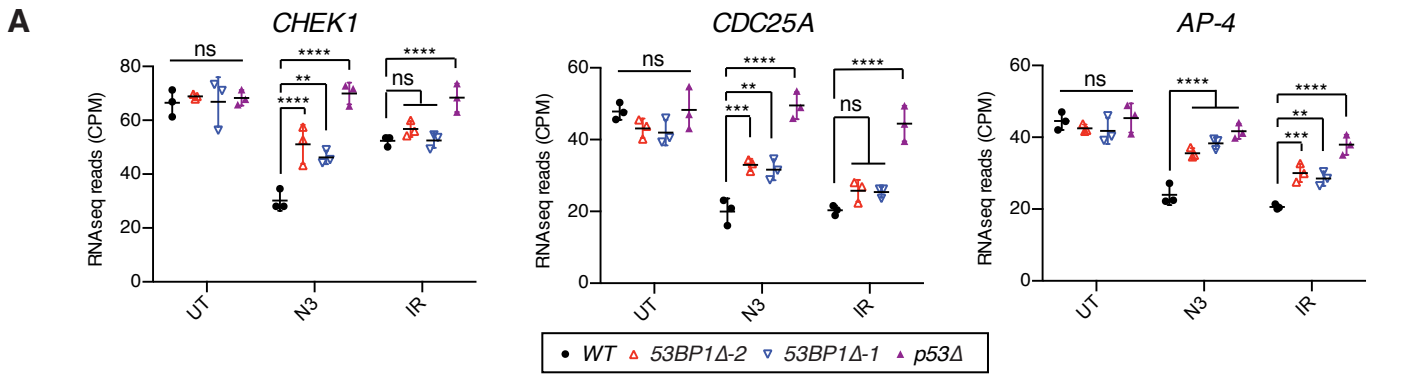 A
CHEK1
RNAseq reads (CPM)
80
60
40
20
0
ns
****
**
****
****
ns
UT
N3
IR
CDC25A
RNAseq reads (CPM)
60
40
20
0
ns
****
**
***
****
ns
UT
N3
IR
AP-4
RNAseq reads (CPM)
60
40
20
0
ns
****
****
**
***
UT
N3
IR
WT 53BP1Δ-2 53BP1Δ-1 p53Δ